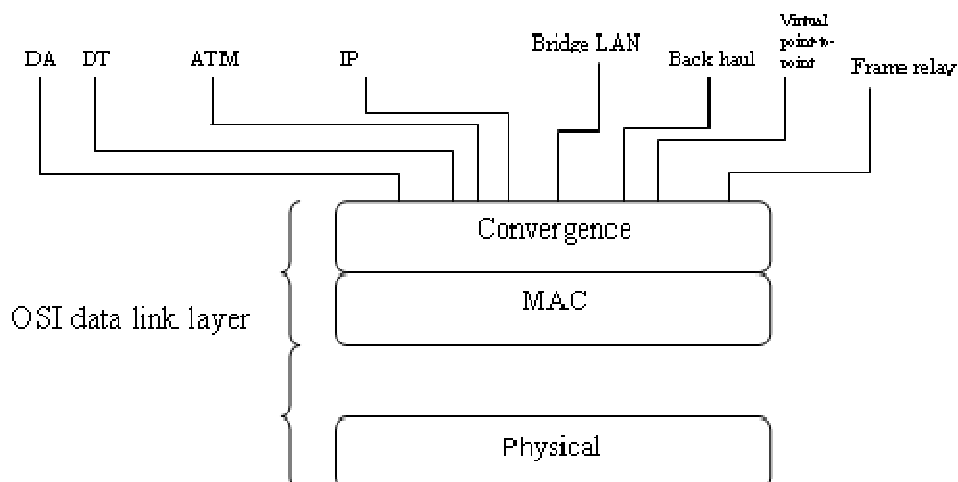 DA
DT
ATM
IP
Bridge LAN
Back haul
Virtual
point-to-
point
Frame relay
Convergence
MAC
OSI data link layer
Physical